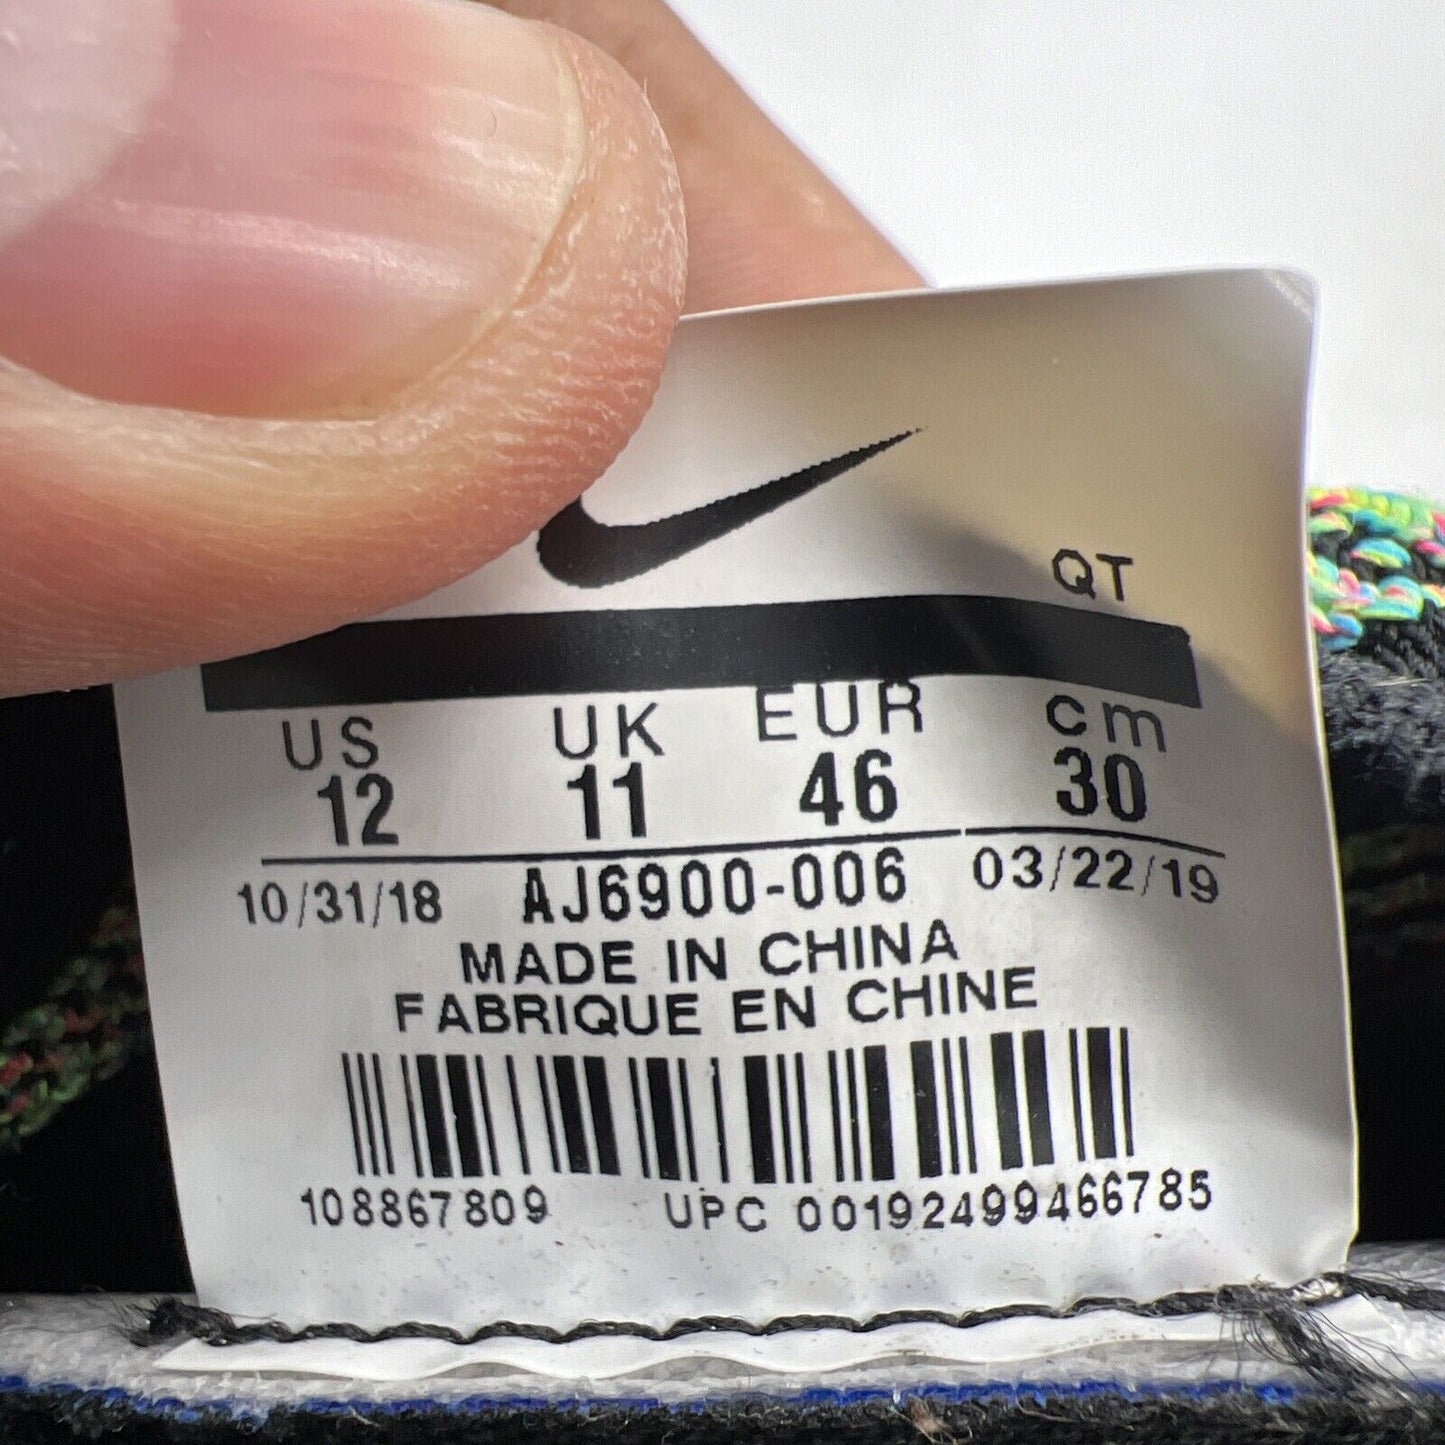 QT
US UK EUR cm
12 11 46 30
10/31/18 AJ6900-006 03/22/19
MADE IN CHINA
FABRIQUE EN CHINE
108867809 UPC 00192499466785